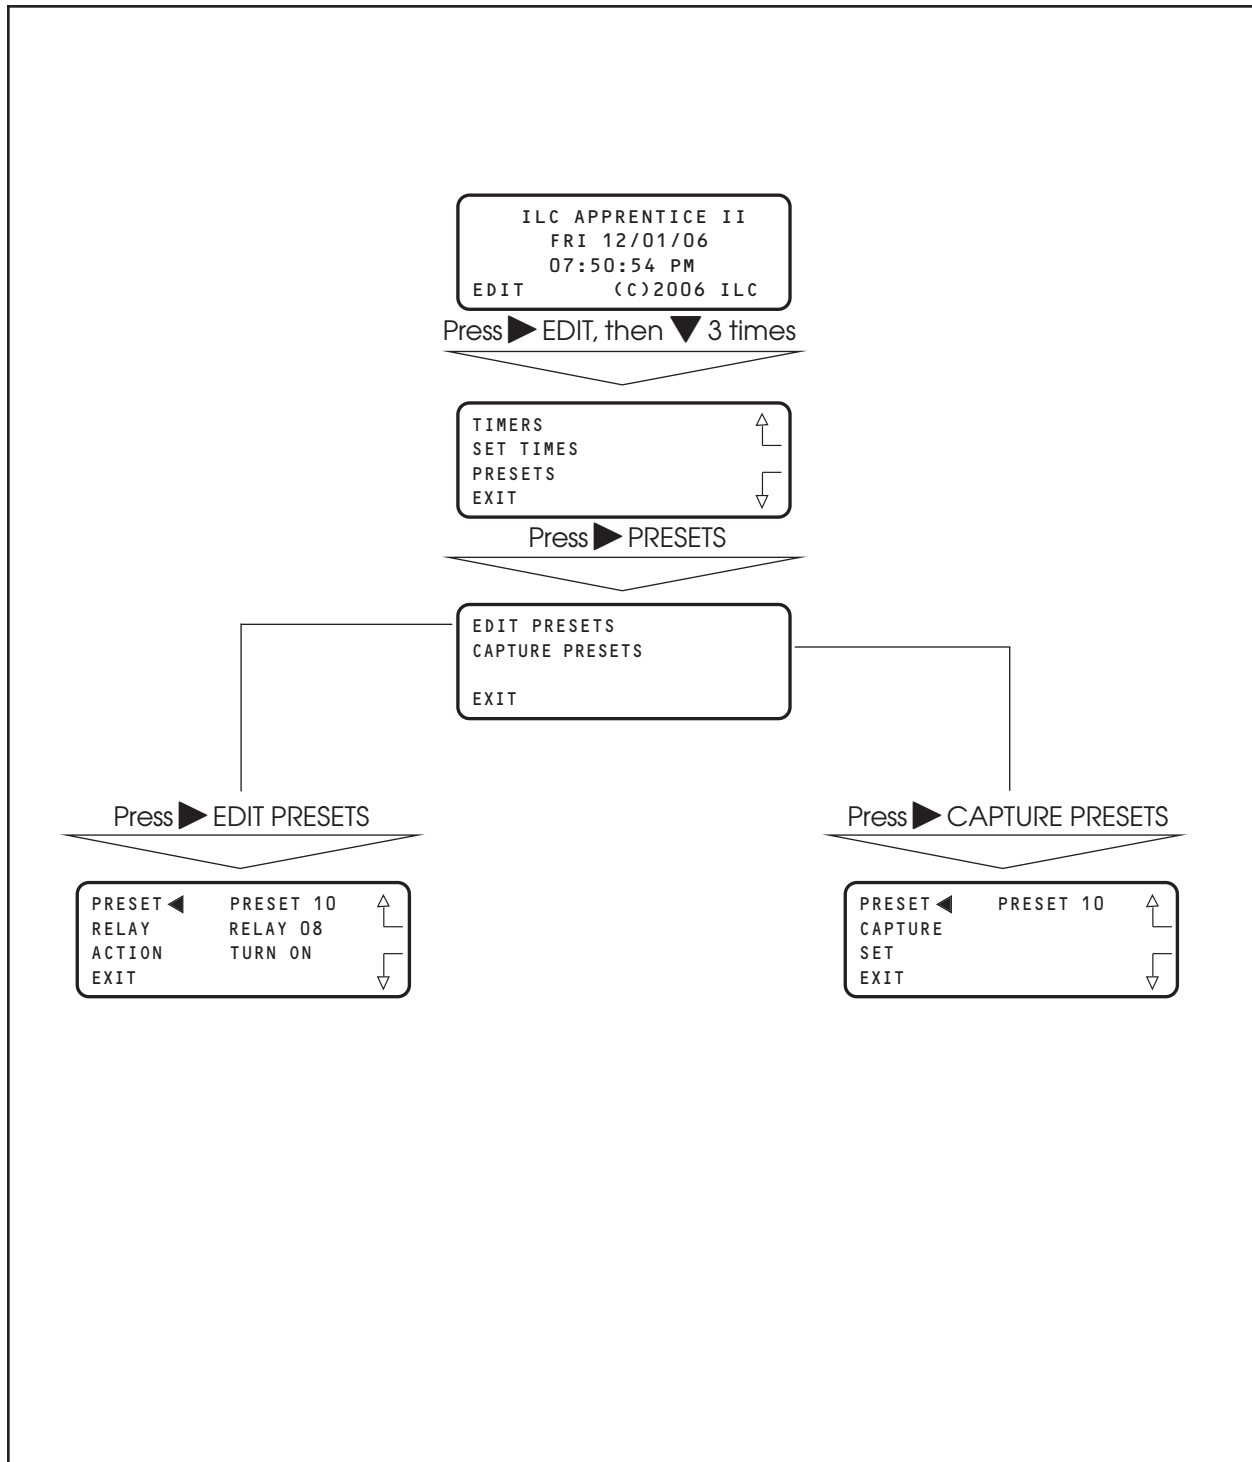 ILC APPRENTICE II
FRI 12/01/06
07:50:54 PM
EDIT (C)2006 ILC
Press ▶ EDIT, then ▼ 3 times
TIMERS
SET TIMES
PRESETS
EXIT
Press ▶ PRESETS
EDIT PRESETS
CAPTURE PRESETS
EXIT
Press ▶ EDIT PRESETS
PRESET ◀ PRESET 10
RELAY RELAY 08
ACTION TURN ON
EXIT
Press ▶ CAPTURE PRESETS
PRESET ◀ PRESET 10
CAPTURE
SET
EXIT